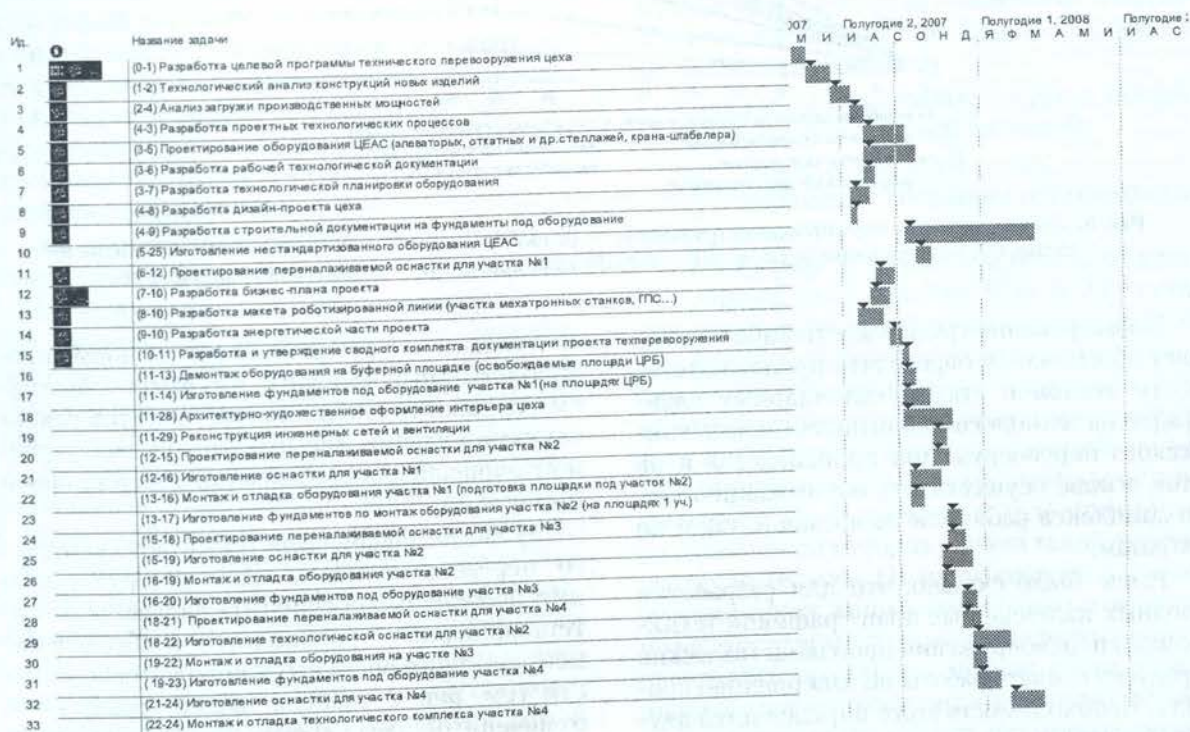 007 Полугодие 2, 2007 Полугодие 1, 2008 Полугодие
Ид. Название задачи М И И А С О Н Д Я Ф М А М И И А С
1 (0-1) Разработка целевой программы технического перевооружения цеха
2 (1-2) Технологический анализ конструкций новых изделий
3 (2-4) Анализ загрузки производственных мощностей
4 (4-3) Разработка проектных технологических процессов
5 (3-5) Проектирование оборудования ЦЕАС (элеваторых, откатных и др.стеллажей, крана-штабелера)
6 (3-6) Разработка рабочей технологической документации
7 (3-7) Разработка технологической планировки оборудования
8 (4-8) Разработка дизайн-проекта цеха
9 (4-9) Разработка строительной документации на фундаменты под оборудование
10 (5-25) Изготовление нестандартизованного оборудования ЦЕАС
11 (6-12) Проектирование переналаживаемой оснастки для участка №1
12 (7-10) Разработка бизнес-плана проекта
13 (8-10) Разработка макета роботизированной линии (участка мехатронных станков, ГПС...)
14 (9-10) Разработка энергетической части проекта
15 (10-11) Разработка и утверждение сводного комплекта документации проекта техперевооружения
16 (11-13) Демонтаж оборудования на буферной площадке (освобождаемые площади ЦРБ)
17 (11-14) Изготовление фундаментов под оборудование участка №1(на площадях ЦРБ)
18 (11-28) Архитектурно-художественное оформление интерьера цеха
19 (11-29) Реконструкция инженерных сетей и вентиляции
20 (12-15) Проектирование переналаживаемой оснастки для участка №2
21 (12-16) Изготовление оснастки для участка №1
22 (13-16) Монтаж и отладка оборудования участка №1 (подготовка площадки под участок №2)
23 (13-17) Изготовление фундаментов по монтаж оборудования участка №2 (на площадях 1 уч.)
24 (15-18) Проектирование переналаживаемой оснастки для участка №3
25 (15-19) Изготовление оснастки для участка №2
26 (16-19) Монтаж и отладка оборудования участка №2
27 (16-20) Изготовление фундаментов под оборудование участка №3
28 (18-21) Проектирование переналаживаемой оснастки для участка №4
29 (18-22) Изготовление технологической оснастки для участка №2
30 (19-22) Монтаж и отладка оборудования на участке №3
31 ( 19-23) Изготовление фундаментов под оборудование участка №4
32 (21-24) Изготовление оснастки для участка №4
33 (22-24) Монтаж и отладка технологического комплекса участка №4